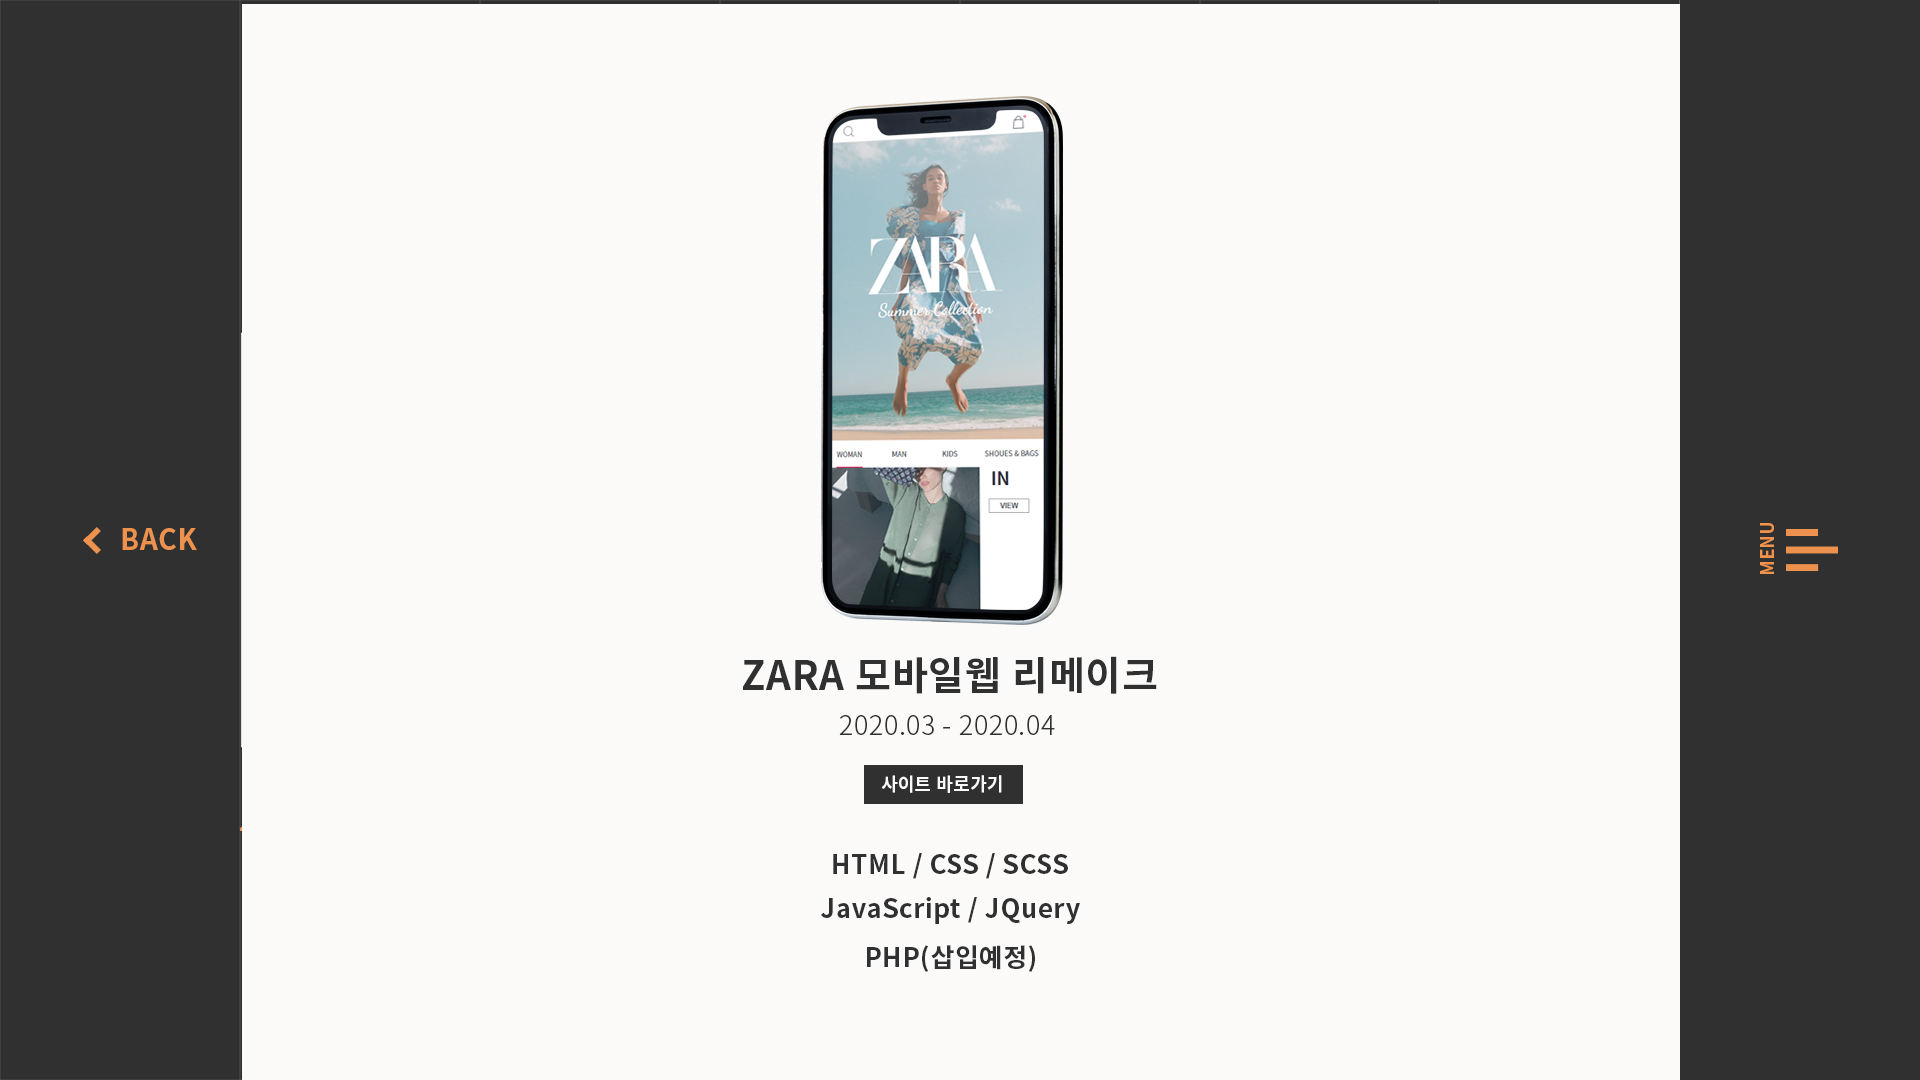 ZARA
Summer Collection
WOMAN MAN KIDS SHOUES & BAGS
IN
VIEW
BACK
MENU
ZARA 모바일웹 리메이크
2020.03 - 2020.04
사이트 바로가기
HTML / CSS / SCSS
JavaScript / JQuery
PHP(삽입예정)